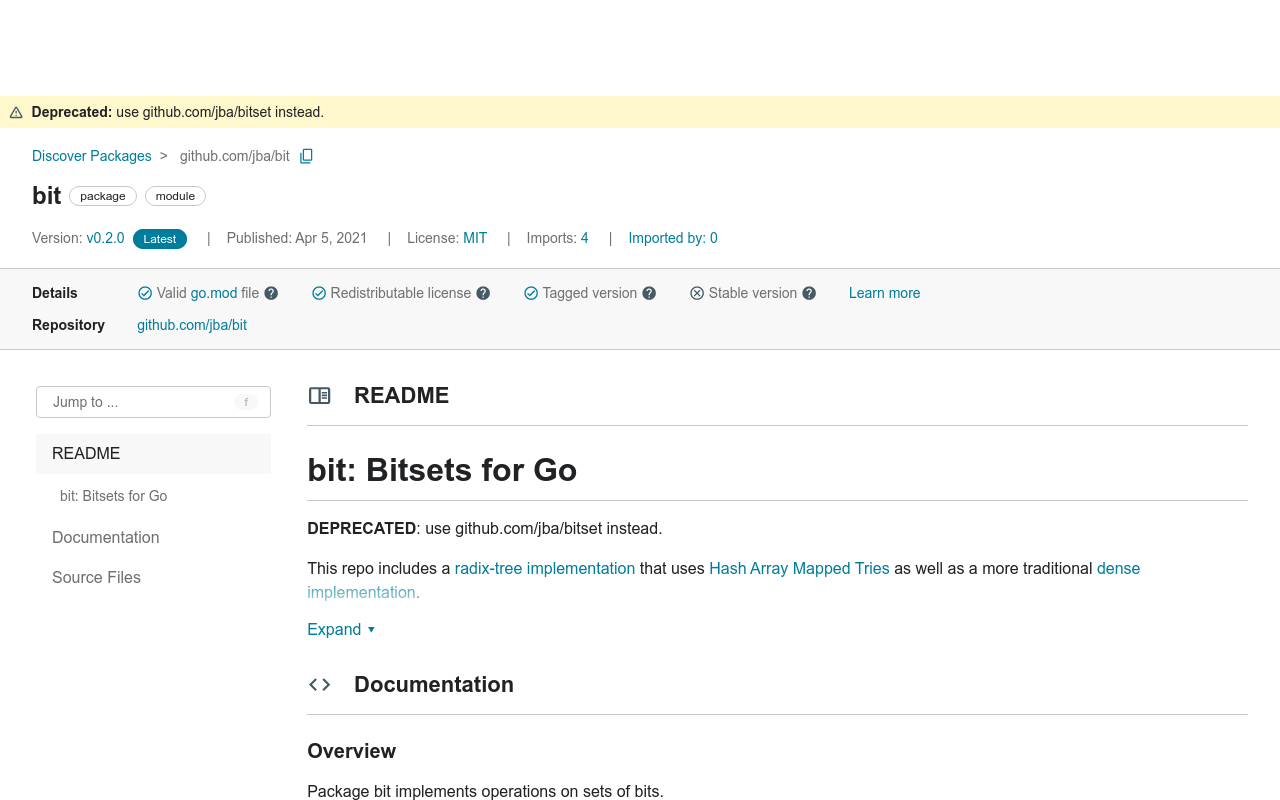 Deprecated: use github.com/jba/bitset instead.
Discover Packages > github.com/jba/bit
bit package module
Version: v0.2.0 Latest | Published: Apr 5, 2021 | License: MIT | Imports: 4 | Imported by: 0
Details Valid go.mod file Redistributable license Tagged version Stable version Learn more
Repository github.com/jba/bit
Jump to ... f
README
bit: Bitsets for Go
Documentation
Source Files
README
bit: Bitsets for Go
DEPRECATED: use github.com/jba/bitset instead.
This repo includes a radix-tree implementation that uses Hash Array Mapped Tries as well as a more traditional dense
implementation.
Expand
Documentation
Overview
Package bit implements operations on sets of bits.